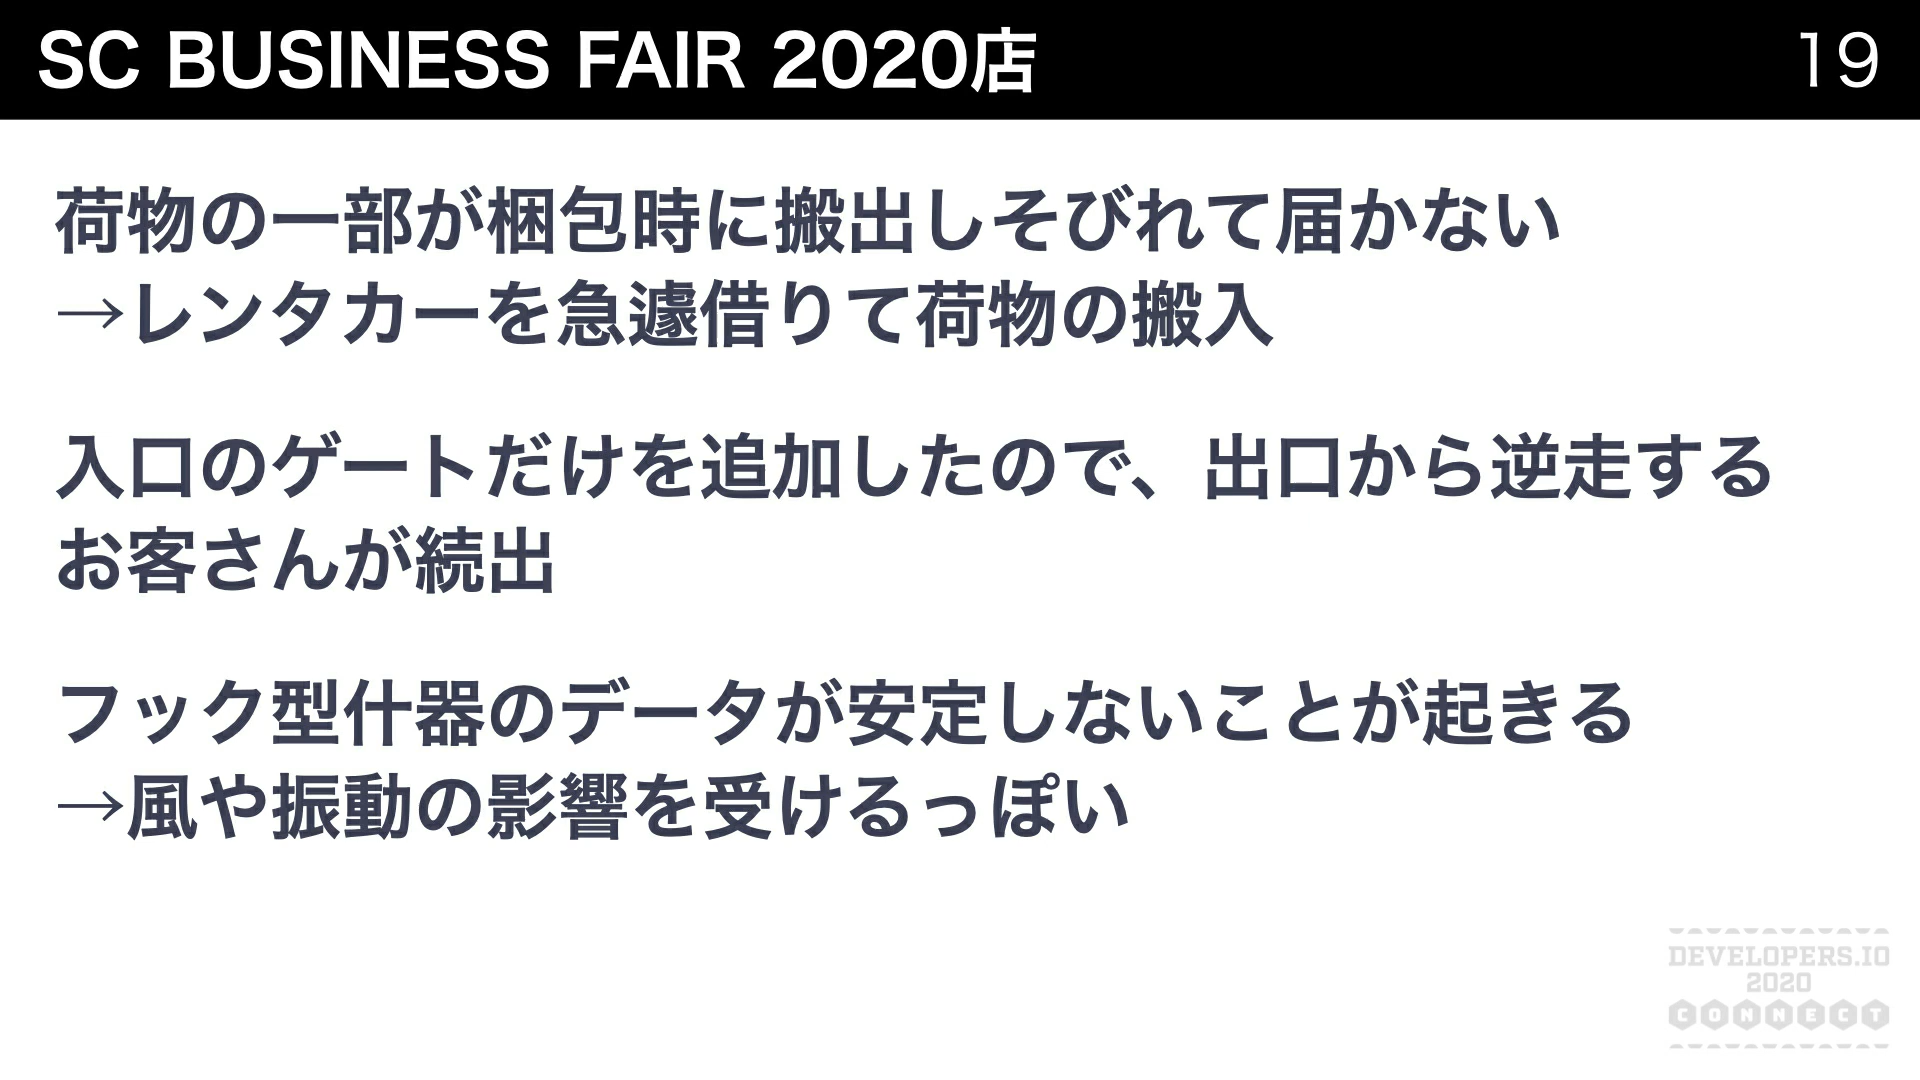 SC BUSINESS FAIR 2020店
19
荷物の一部が梱包時に搬出しそびれて届かない
→レンタカーを急遽借りて荷物の搬入
入口のゲートだけを追加したので、出口から逆走する
お客さんが続出
フック型什器のデータが安定しないことが起きる
→風や振動の影響を受けるっぽい
DEVELOPERS.IO
2020
CONNECT